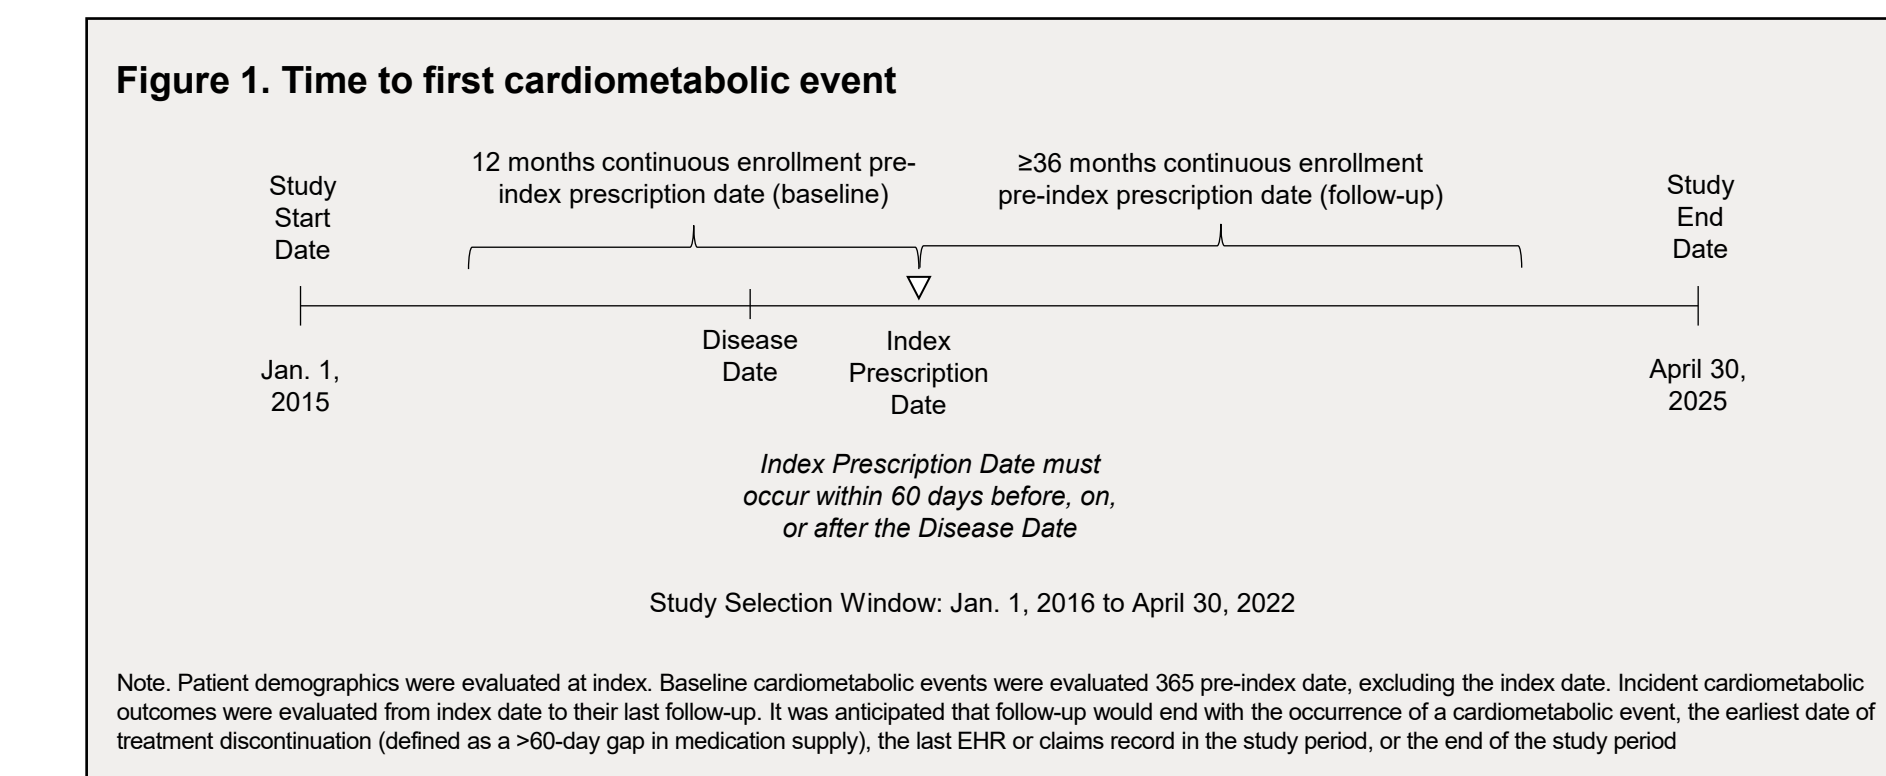 Figure 1. Time to first cardiometabolic event
12 months continuous enrollment pre-
index prescription date (baseline)
≥36 months continuous enrollment
pre-index prescription date (follow-up)
Study
Start
Date
Study
End
Date
Disease
Date
Index
Prescription
Date
Jan. 1,
2015
April 30,
2025
Index Prescription Date must
occur within 60 days before, on,
or after the Disease Date
Study Selection Window: Jan. 1, 2016 to April 30, 2022
Note. Patient demographics were evaluated at index. Baseline cardiometabolic events were evaluated 365 pre-index date, excluding the index date. Incident cardiometabolic
outcomes were evaluated from index date to their last follow-up. It was anticipated that follow-up would end with the occurrence of a cardiometabolic event, the earliest date of
treatment discontinuation (defined as a >60-day gap in medication supply), the last EHR or claims record in the study period, or the end of the study period